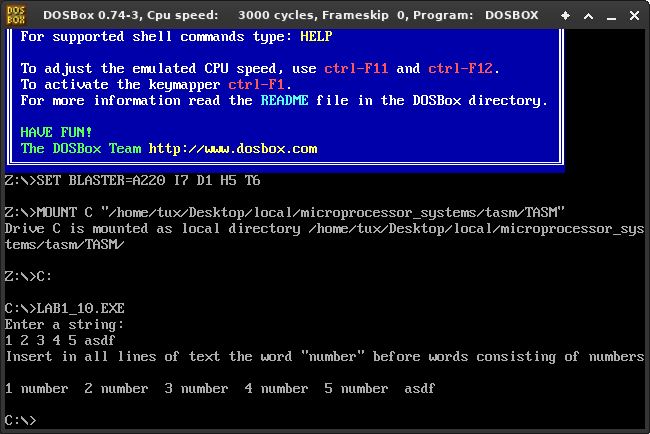 DOS BOX DOSBox 0.74-3, Cpu speed: 3000 cycles, Frameskip 0, Program: DOSBOX
For supported shell commands type: HELP
To adjust the emulated CPU speed, use ctrl-F11 and ctrl-F12.
To activate the keymapper ctrl-F1.
For more information read the README file in the DOSBox directory.
HAVE FUN!
The DOSBox Team http://www.dosbox.com
Z:\>SET BLASTER=A220 I7 D1 H5 T6
Z:\>MOUNT C "/home/tux/Desktop/local/microprocessor_systems/tasm/TASM"
Drive C is mounted as local directory /home/tux/Desktop/local/microprocessor_sys
tems/tasm/TASM/
Z:\>C:
C:\>LAB1_10.EXE
Enter a string:
1 2 3 4 5 asdf
Insert in all lines of text the word "number" before words consisting of numbers
1 number  2 number  3 number  4 number  5 number  asdf
C:\>